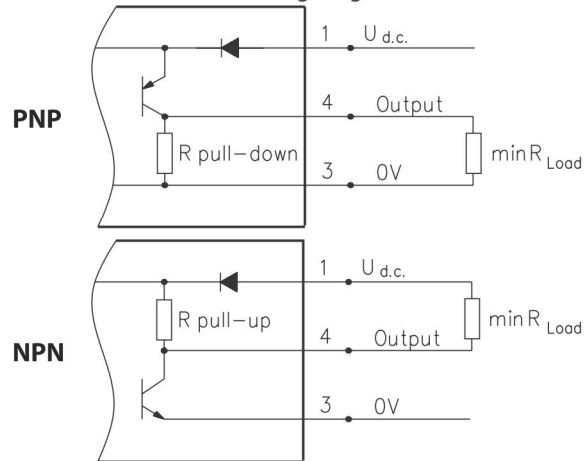 1 U d.c.
4 Output
PNP
R pull-down
min R Load
3 0V
1 U d.c.
R pull-up
min R Load
4 Output
NPN
3 0V